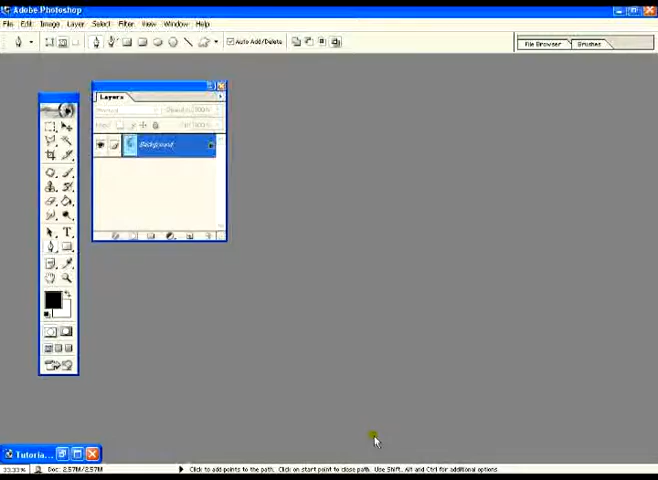 Adobe Photoshop
File Edit Image Layer Select Filter View Window Help
Auto Add/Delete
File Browser Brushes
Layers
Background
Tutoria...
33.33% Doc: 2.57M/2.57M Click to add points to the path. Click on start point to close path. Use Shift, Alt and Ctrl for additional options.